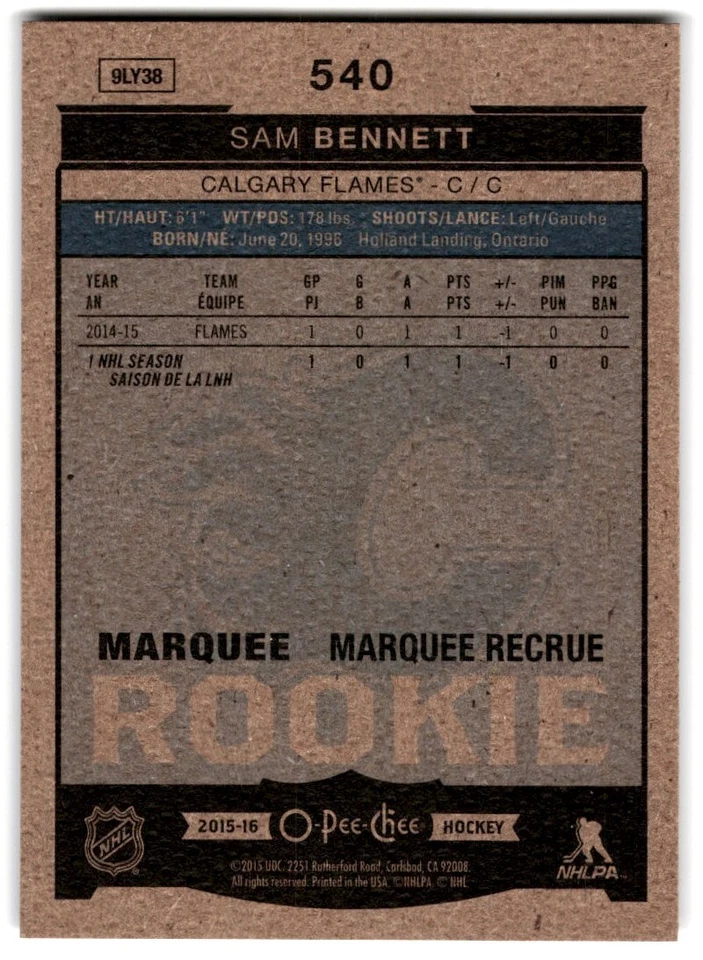 9LY38
540
SAM BENNETT
CALGARY FLAMES® - C / C
HT/HAUT: 6'1" WT/PDS: 178 lbs. SHOOTS/LANCE: Left/Gauche
BORN/NÉ: June 20, 1996 Holland Landing, Ontario
YEAR TEAM GP G A PTS +/- PIM PPG
AN ÉQUIPE PJ B A PTS +/- PUN BAN
2014-15 FLAMES 1 0 1 1 -1 0 0
1 NHL SEASON 1 0 1 1 -1 0 0
SAISON DE LA LNH
MARQUEE MARQUEE RECRUE
ROOKIE
NHL 2015-16 O-Pee-Chee HOCKEY NHLPA
©2015 UDC. 2251 Rutherford Road, Carlsbad, CA 92008.
All rights reserved. Printed in the USA. ©NHLPA. © NHL